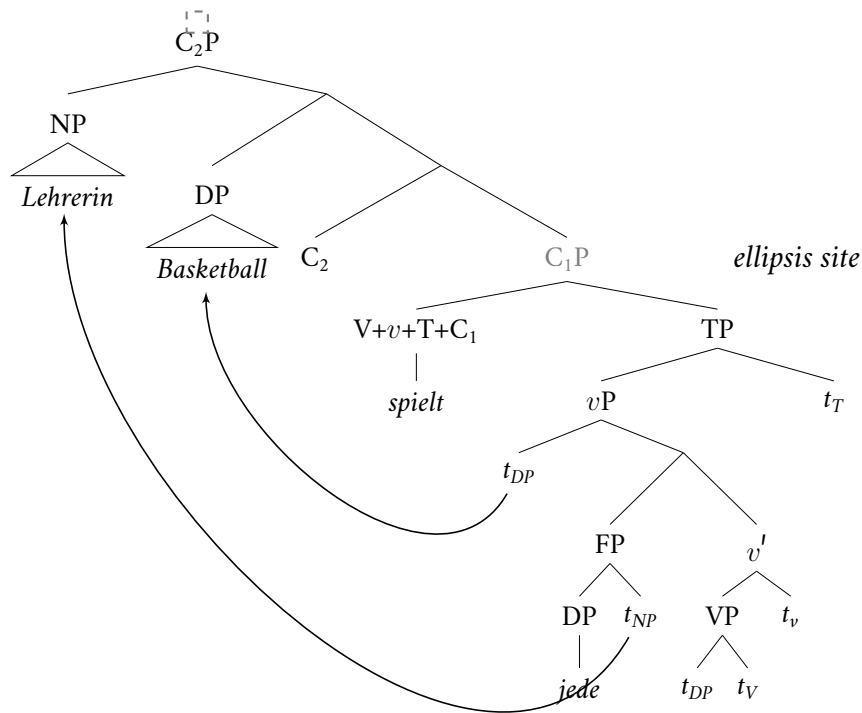 C₂P
NP
Lehrerin
DP
Basketball
C₂
C₁P
ellipsis site
V+v+T+C₁
TP
spielt
vP
t_T
t_DP
FP
v'
DP
t_NP
VP
t_v
jede
t_DP
t_V